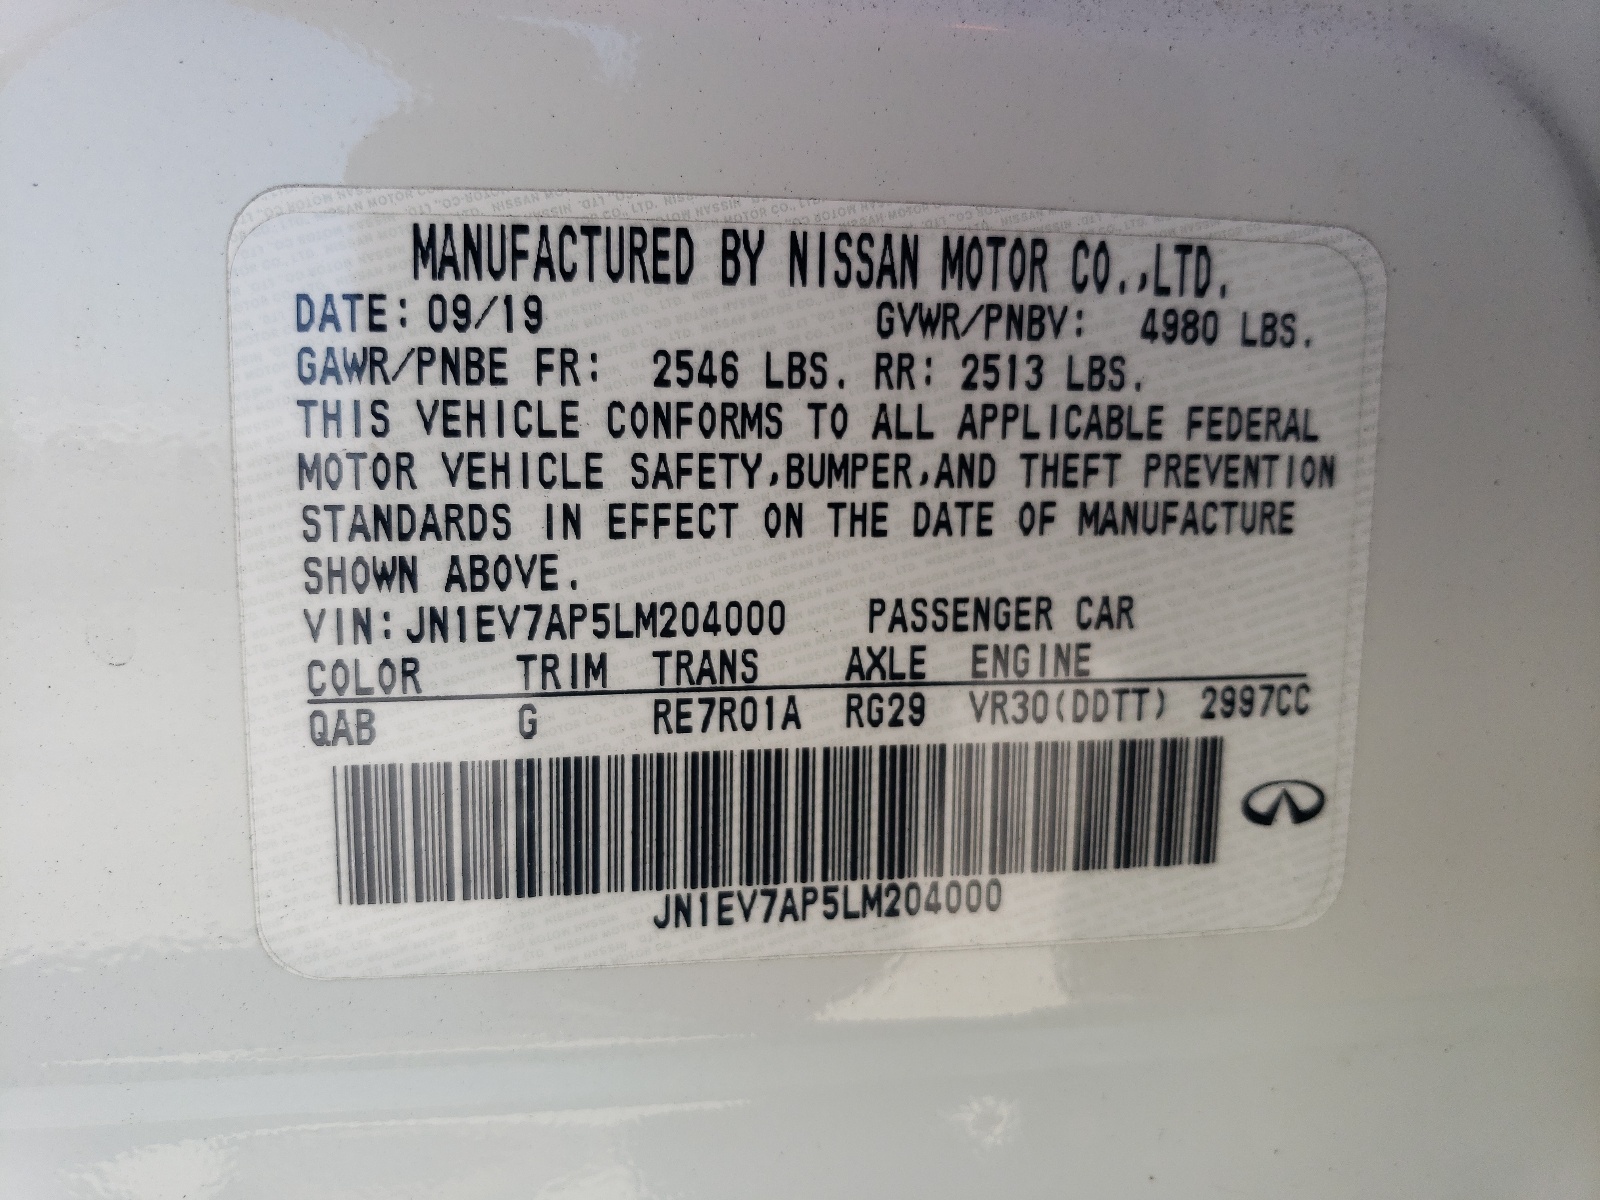 MANUFACTURED BY NISSAN MOTOR CO.,LTD.
DATE: 09/19 GVWR/PNBV: 4980 LBS.
GAWR/PNBE FR: 2546 LBS. RR: 2513 LBS.
THIS VEHICLE CONFORMS TO ALL APPLICABLE FEDERAL
MOTOR VEHICLE SAFETY,BUMPER,AND THEFT PREVENTION
STANDARDS IN EFFECT ON THE DATE OF MANUFACTURE
SHOWN ABOVE.
VIN:JN1EV7AP5LM204000 PASSENGER CAR
COLOR TRIM TRANS AXLE ENGINE
QAB G RE7R01A RG29 VR30(DDTT) 2997CC
JN1EV7AP5LM204000